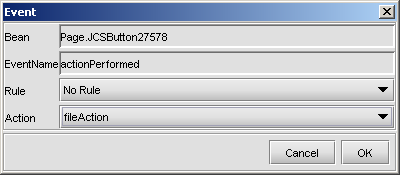 Event
Bean Page.JCSButton27578
EventName actionPerformed
Rule No Rule
Action fileAction
Cancel OK